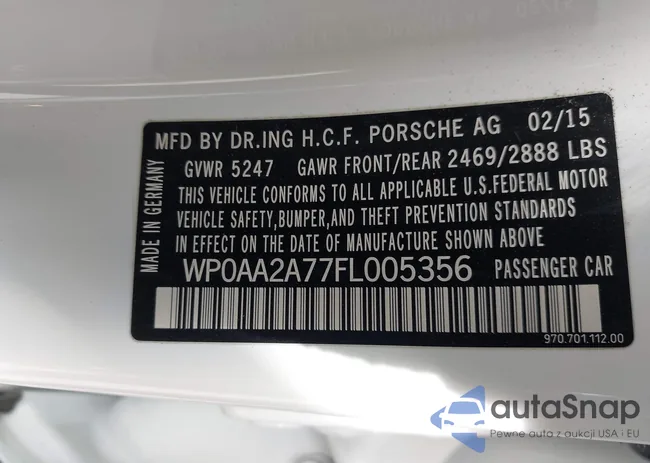 MFD BY DR.ING H.C.F. PORSCHE AG 02/15
GVWR 5247 GAWR FRONT/REAR 2469/2888 LBS
THIS VEHICLE CONFORMS TO ALL APPLICABLE U.S.FEDERAL MOTOR
VEHICLE SAFETY,BUMPER,AND THEFT PREVENTION STANDARDS
IN EFFECT ON THE DATE OF MANUFACTURE SHOWN ABOVE
WP0AA2A77FL005356 PASSENGER CAR
MADE IN GERMANY
970.701.112.00
autaSnap
Pewne auta z aukcji USA i EU